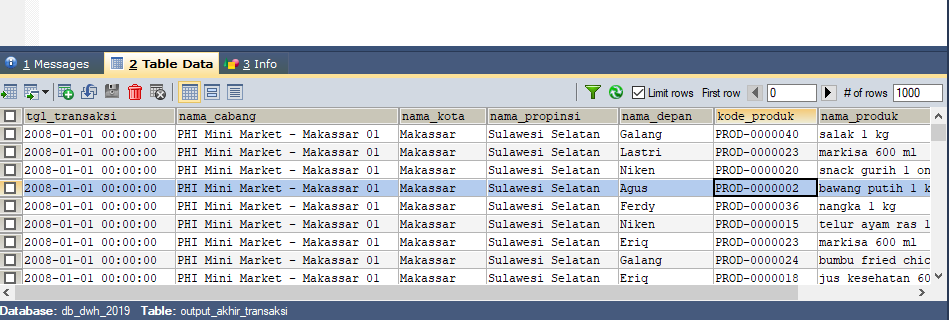 1 Messages 2 Table Data 3 Info
Limit rows First row 0 # of rows 1000
tgl_transaksi nama_cabang nama_kota nama_propinsi nama_depan kode_produk nama_produk
2008-01-01 00:00:00 PHI Mini Market - Makassar 01 Makassar Sulawesi Selatan Galang PROD-0000040 salak 1 kg
2008-01-01 00:00:00 PHI Mini Market - Makassar 01 Makassar Sulawesi Selatan Lastri PROD-0000023 markisa 600 ml
2008-01-01 00:00:00 PHI Mini Market - Makassar 01 Makassar Sulawesi Selatan Niken PROD-0000020 snack gurih 1 on
2008-01-01 00:00:00 PHI Mini Market - Makassar 01 Makassar Sulawesi Selatan Agus PROD-0000002 bawang putih 1 k
2008-01-01 00:00:00 PHI Mini Market - Makassar 01 Makassar Sulawesi Selatan Ferdy PROD-0000036 nangka 1 kg
2008-01-01 00:00:00 PHI Mini Market - Makassar 01 Makassar Sulawesi Selatan Niken PROD-0000015 telur ayam ras 1
2008-01-01 00:00:00 PHI Mini Market - Makassar 01 Makassar Sulawesi Selatan Eriq PROD-0000023 markisa 600 ml
2008-01-01 00:00:00 PHI Mini Market - Makassar 01 Makassar Sulawesi Selatan Galang PROD-0000024 bumbu fried chic
2008-01-01 00:00:00 PHI Mini Market - Makassar 01 Makassar Sulawesi Selatan Eriq PROD-0000018 jus kesehatan 60
Database: db_dwh_2019 Table: output_akhir_transaksi